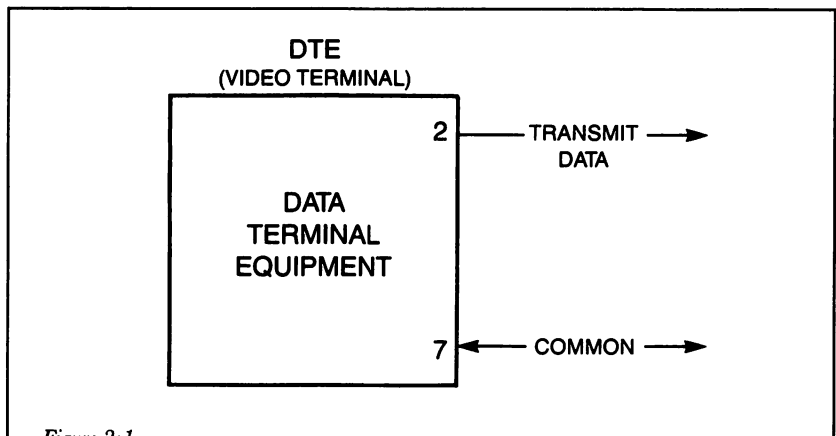 DTE
(VIDEO TERMINAL)
2
TRANSMIT
DATA
DATA
TERMINAL
EQUIPMENT
7
COMMON